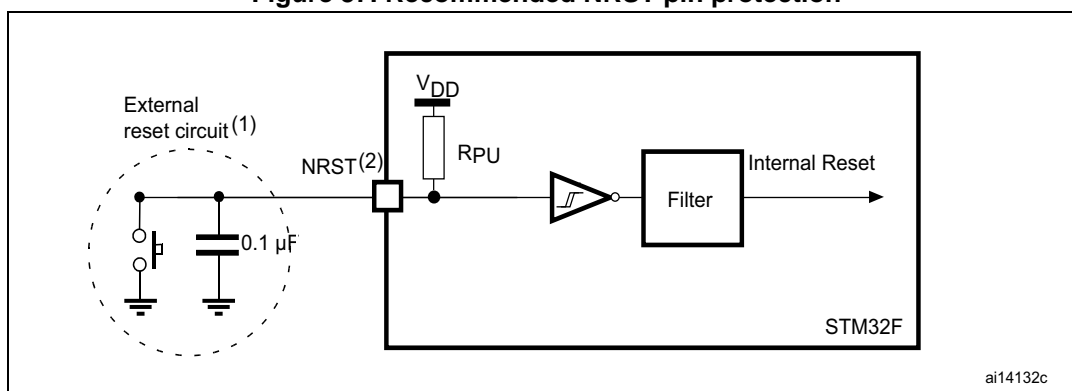 External
reset circuit(1)
NRST(2)
VDD
RPU
0.1 μF
Filter
Internal Reset
STM32F
ai14132c